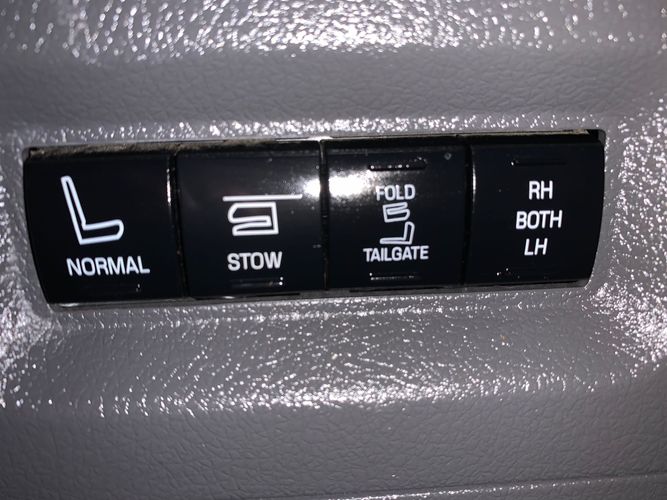 NORMAL
STOW
FOLD
TAILGATE
RH
BOTH
LH